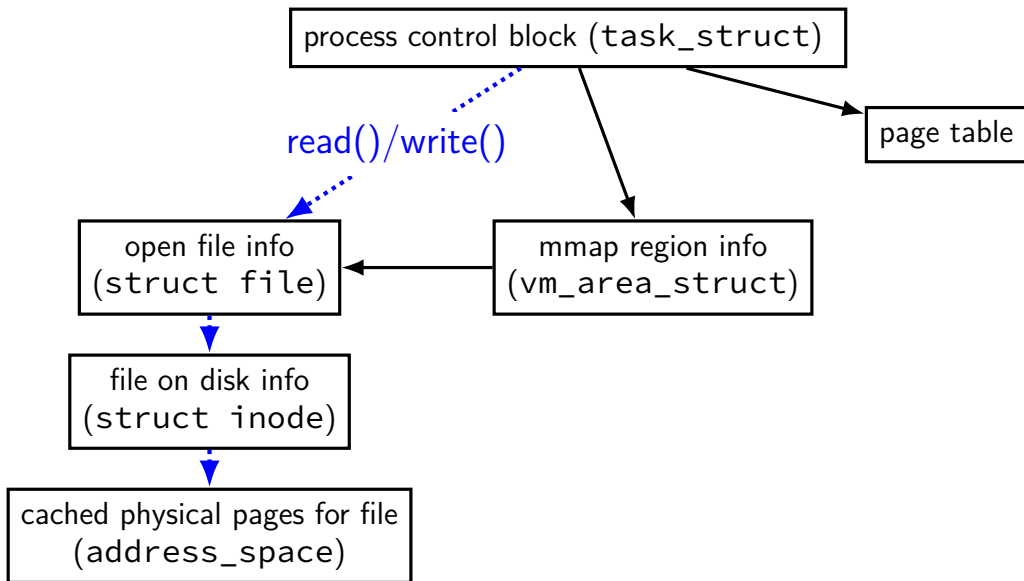 process control block (task_struct)
page table
read()/write()
open file info
(struct file)
mmap region info
(vm_area_struct)
file on disk info
(struct inode)
cached physical pages for file
(address_space)